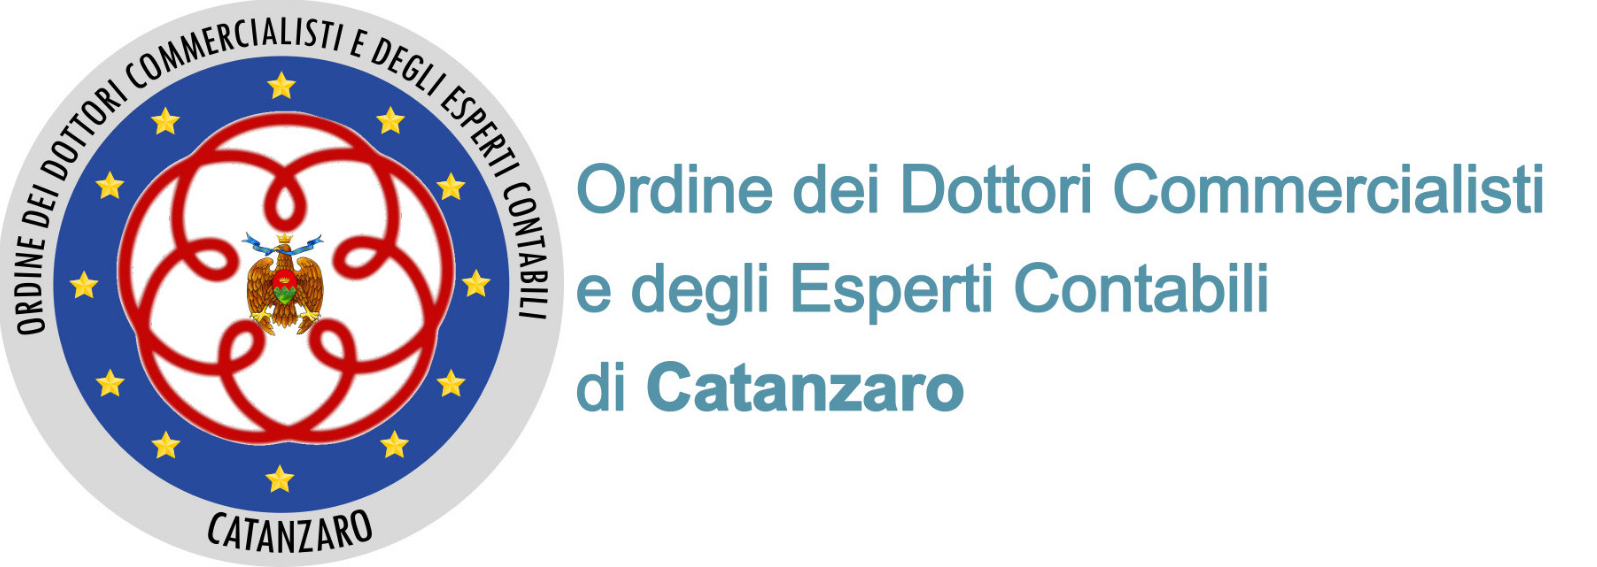 ORDINE DEI DOTTORI COMMERCIALISTI E DEGLI ESPERTI CONTABILI
CATANZARO
Ordine dei Dottori Commercialisti
e degli Esperti Contabili
di Catanzaro